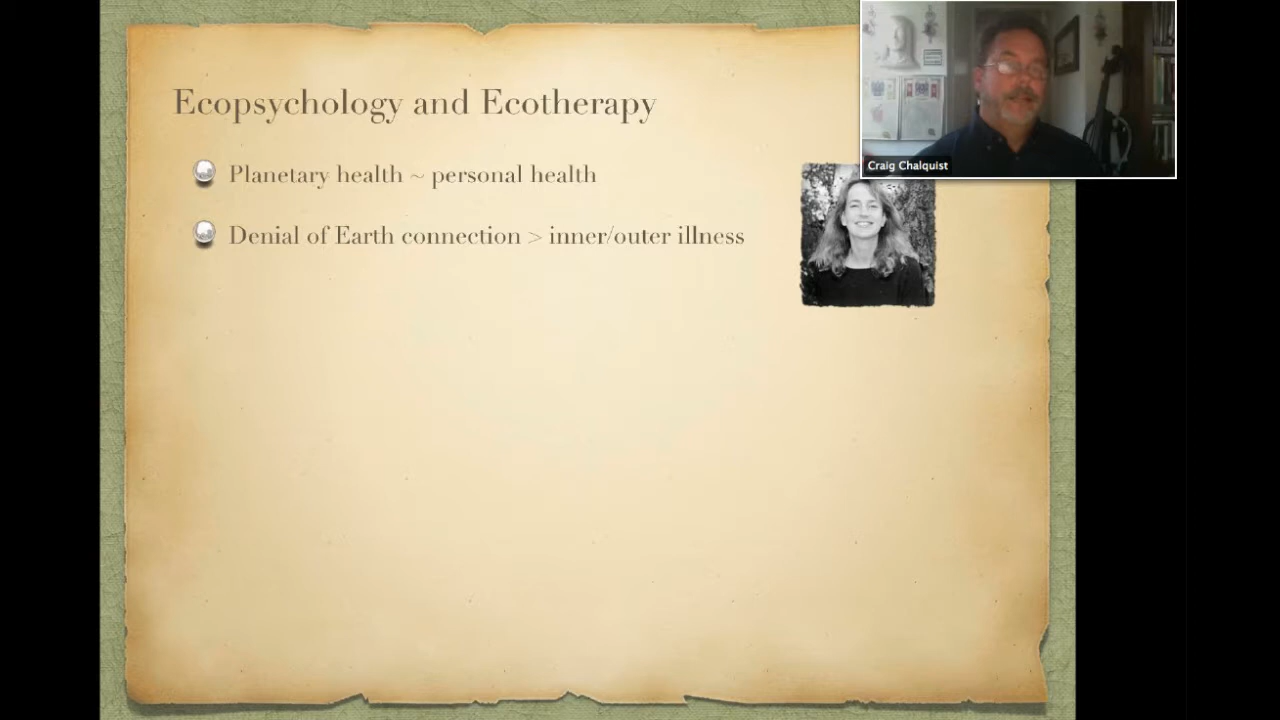 Ecopsychology and Ecotherapy
Planetary health ~ personal health
Denial of Earth connection > inner/outer illness
Craig Chalquist